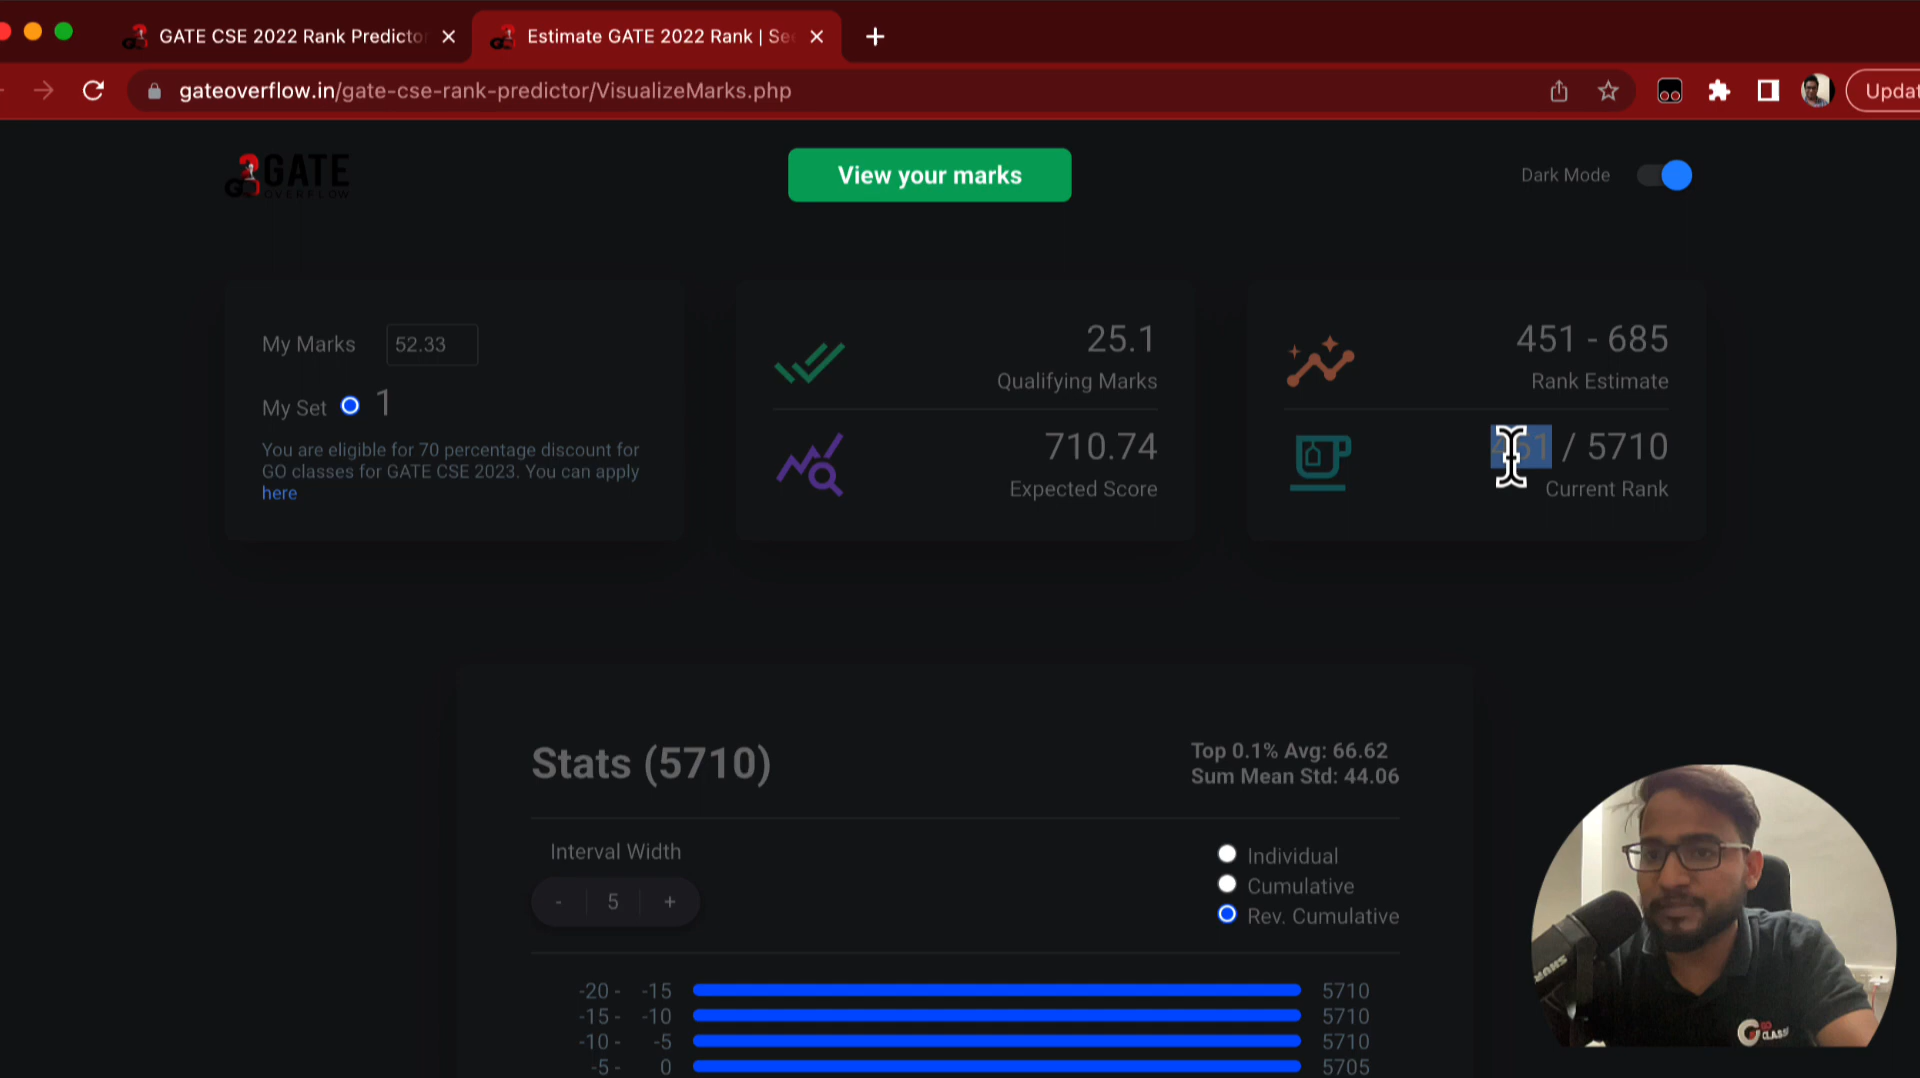 GATE CSE 2022 Rank Predicto
Estimate GATE 2022 Rank | Se
gateoverflow.in/gate-cse-rank-predictor/VisualizeMarks.php
Updat
GATE
OVERFLOW
View your marks
Dark Mode
My Marks 52.33
My Set 1
You are eligible for 70 percentage discount for
GO classes for GATE CSE 2023. You can apply
here
25.1
Qualifying Marks
710.74
Expected Score
451 - 685
Rank Estimate
/ 5710
Current Rank
Stats (5710)
Top 0.1% Avg: 66.62
Sum Mean Std: 44.06
Interval Width
- 5 +
Individual
Cumulative
Rev. Cumulative
-20 - -15 5710
-15 - -10 5710
-10 - -5 5710
-5 - 0 5705